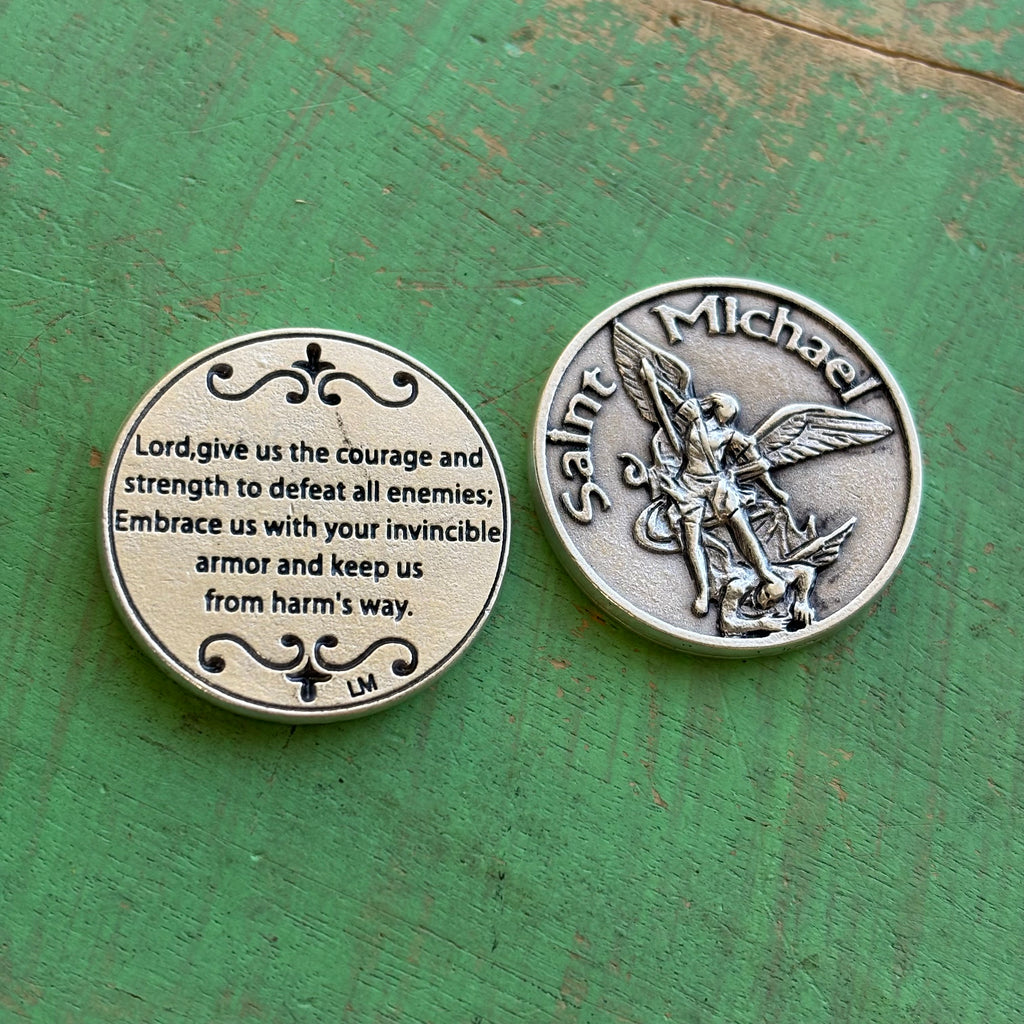 Lord,give us the courage and
strength to defeat all enemies;
Embrace us with your invincible
armor and keep us
from harm's way.
LM
Saint Michael